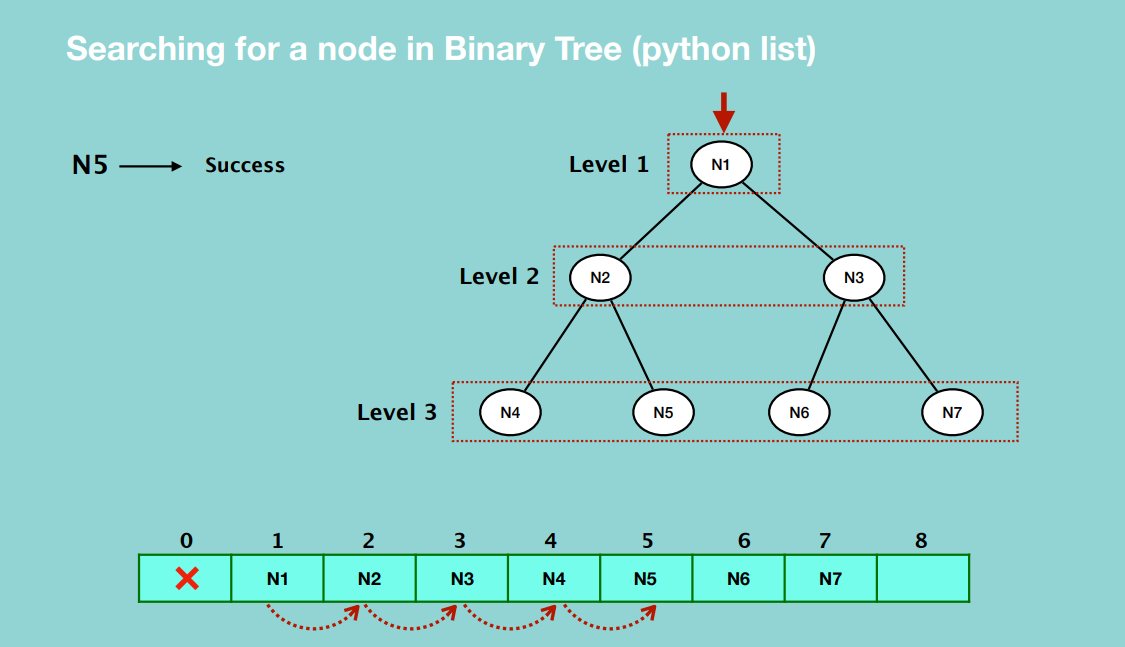 Searching for a node in Binary Tree (python list)
N5 Success
Level 1 N1
Level 2 N2 N3
Level 3 N4 N5 N6 N7
0 1 2 3 4 5 6 7 8
N1 N2 N3 N4 N5 N6 N7